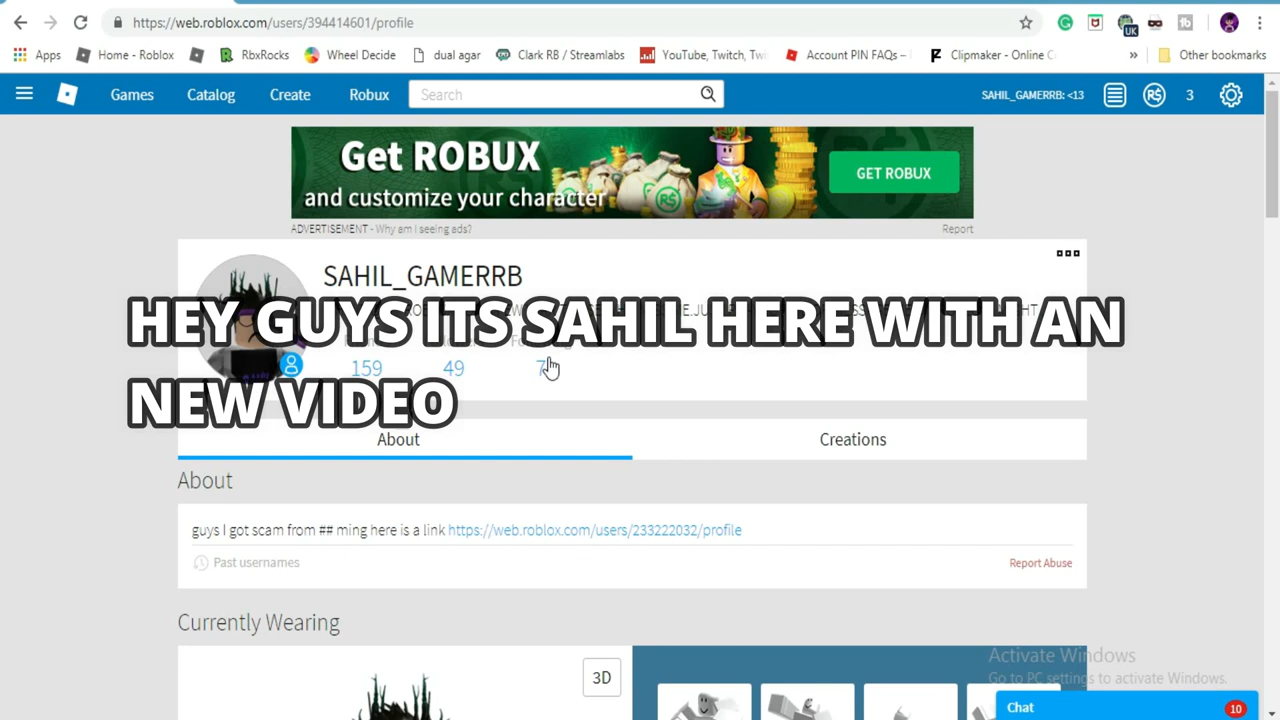 https://web.roblox.com/users/394414601/profile
UK
Apps Home - Roblox RbxRocks Wheel Decide dual agar Clark RB / Streamlabs YouTube, Twitch, Account PIN FAQs – Clipmaker - Online » Other bookmarks
Games Catalog Create Robux Search SAHIL_GAMERRB: <13 R$ 3
Get ROBUX
and customize your character
GET ROBUX
ADVERTISEMENT - Why am I seeing ads? Report
SAHIL_GAMERRB
HEY GUYS ITS SAHIL HERE WITH AN
NEW VIDEO
159 49 7
About Creations
About
guys I got scam from ## ming here is a link https://web.roblox.com/users/233222032/profile
Past usernames Report Abuse
Currently Wearing
3D
Activate Windows
Go to PC settings to activate Windows.
Chat 10